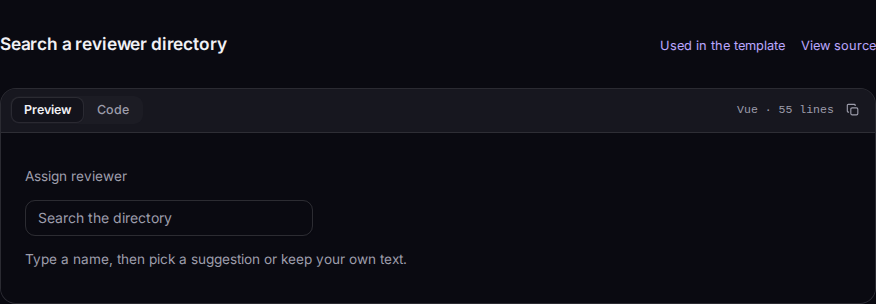 Search a reviewer directory
Used in the template View source
Preview Code
Vue · 55 lines
Assign reviewer
Search the directory
Type a name, then pick a suggestion or keep your own text.